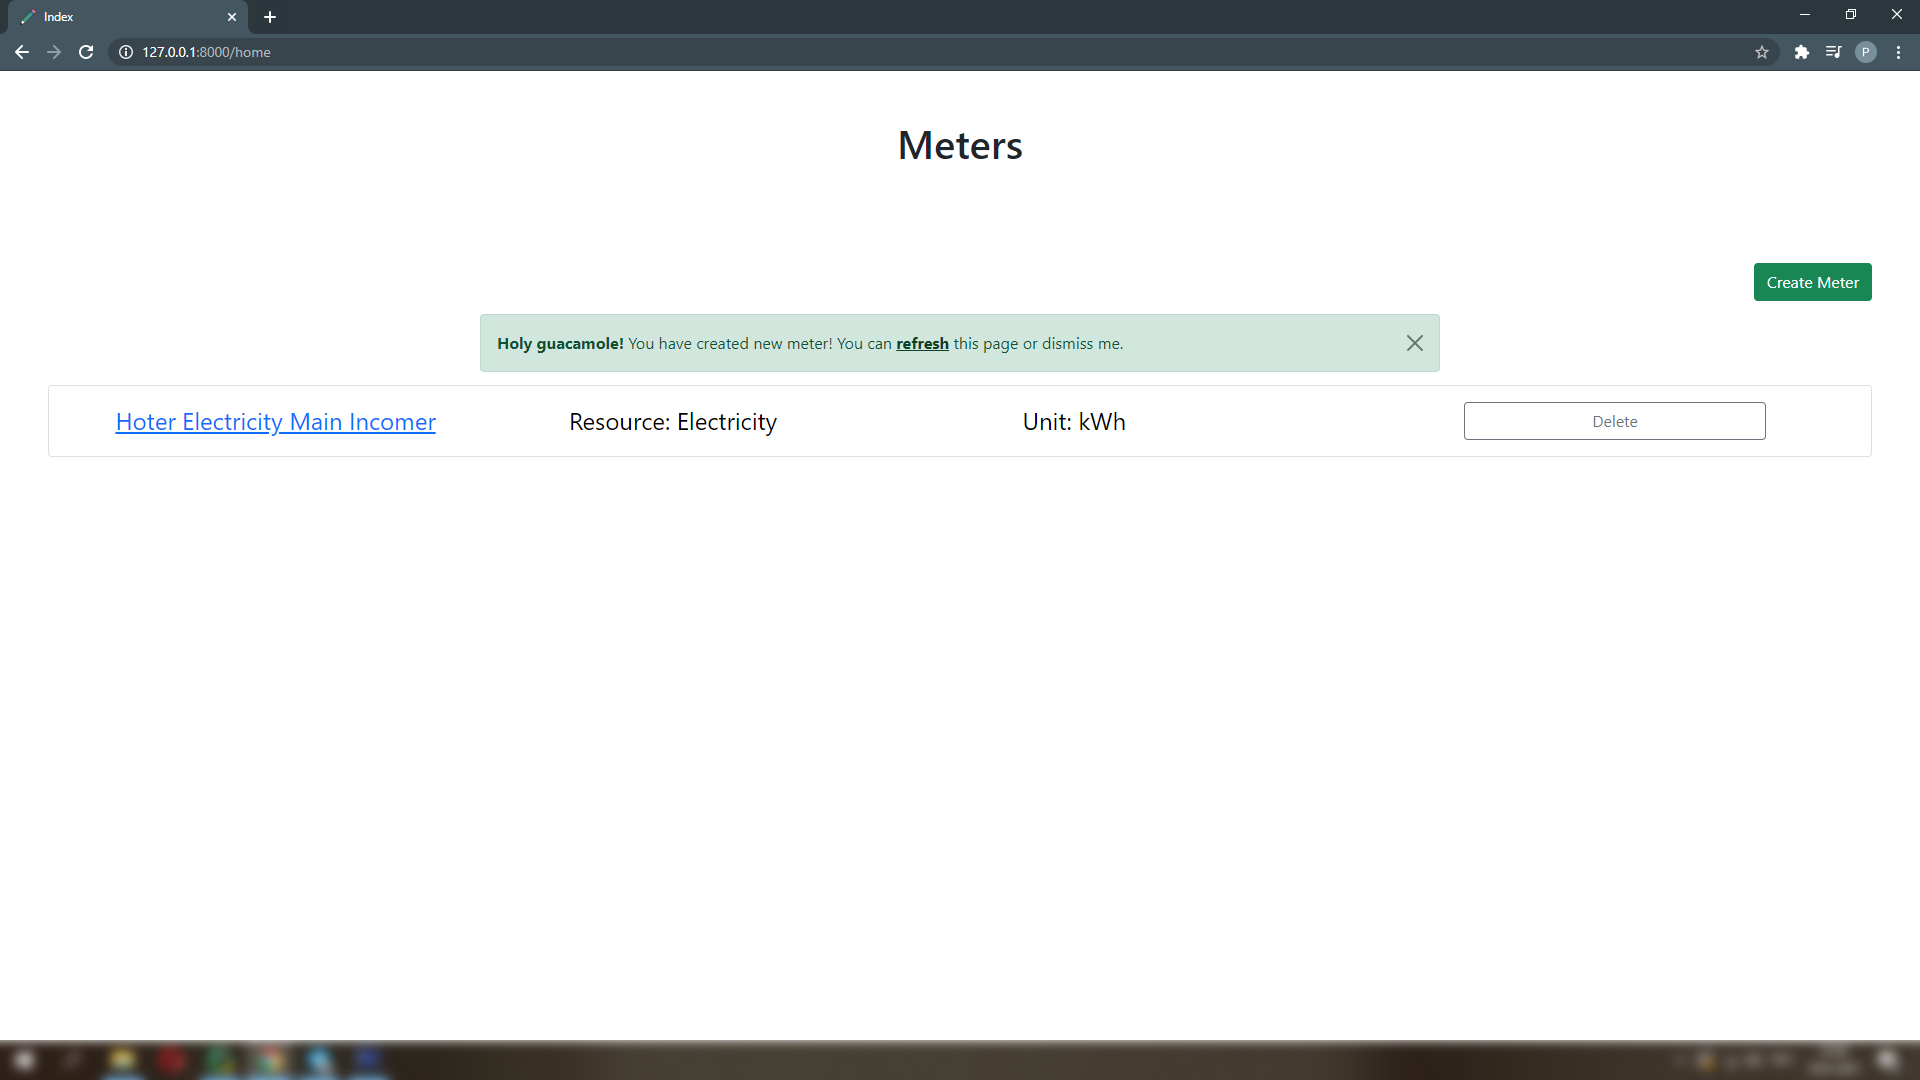 Index
127.0.0.1:8000/home
P
Meters
Create Meter
Holy guacamole! You have created new meter! You can refresh this page or dismiss me.
Hoter Electricity Main Incomer Resource: Electricity Unit: kWh Delete